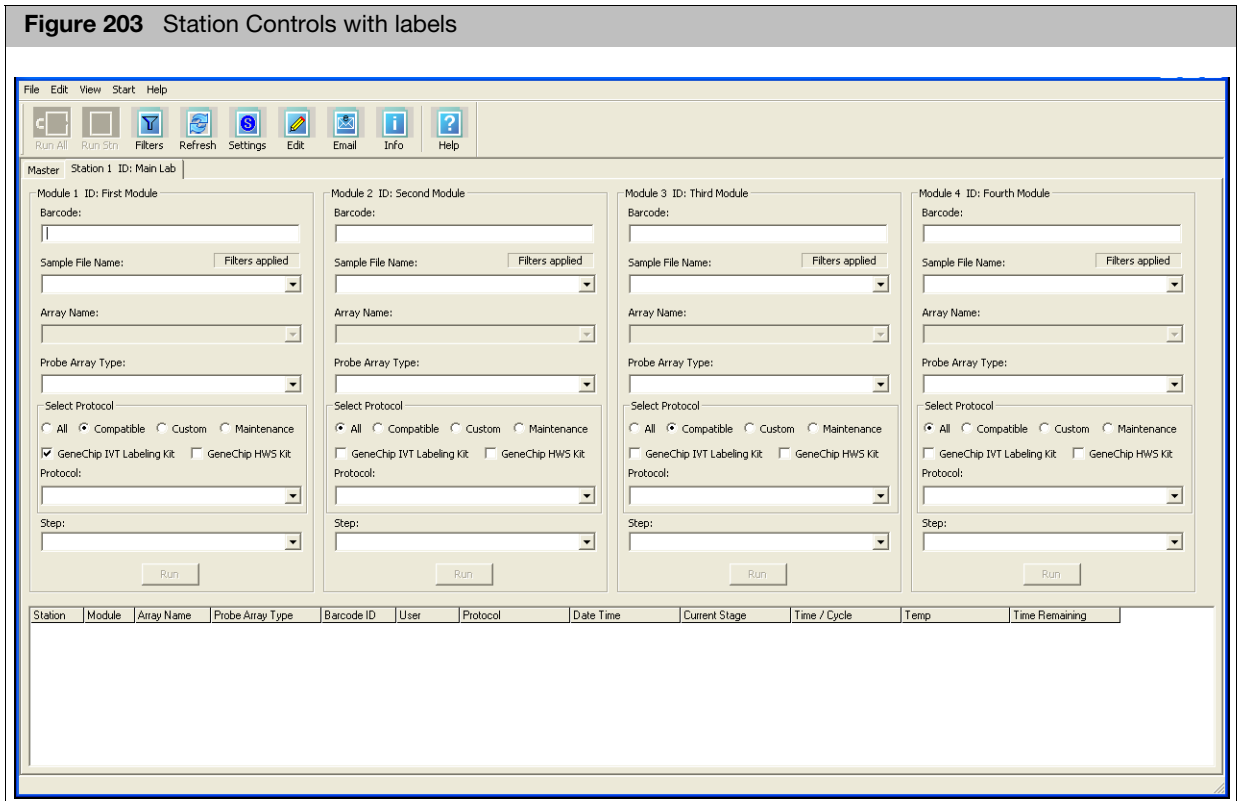 Figure 203 Station Controls with labels
File Edit View Start Help
Run All Run Stn Filters Refresh Settings Edit Email Info Help
Master Station 1 ID: Main Lab
Module 1 ID: First Module Module 2 ID: Second Module Module 3 ID: Third Module Module 4 ID: Fourth Module
Barcode: Barcode: Barcode: Barcode:
Sample File Name: Filters applied Sample File Name: Filters applied Sample File Name: Filters applied Sample File Name: Filters applied
Array Name: Array Name: Array Name: Array Name:
Probe Array Type: Probe Array Type: Probe Array Type: Probe Array Type:
Select Protocol Select Protocol Select Protocol Select Protocol
All Compatible Custom Maintenance All Compatible Custom Maintenance All Compatible Custom Maintenance All Compatible Custom Maintenance
GeneChip IVT Labeling Kit GeneChip HWS Kit GeneChip IVT Labeling Kit GeneChip HWS Kit GeneChip IVT Labeling Kit GeneChip HWS Kit GeneChip IVT Labeling Kit GeneChip HWS Kit
Protocol: Protocol: Protocol: Protocol:
Step: Step: Step: Step:
Run Run Run Run
Station Module Array Name Probe Array Type Barcode ID User Protocol Date Time Current Stage Time / Cycle Temp Time Remaining